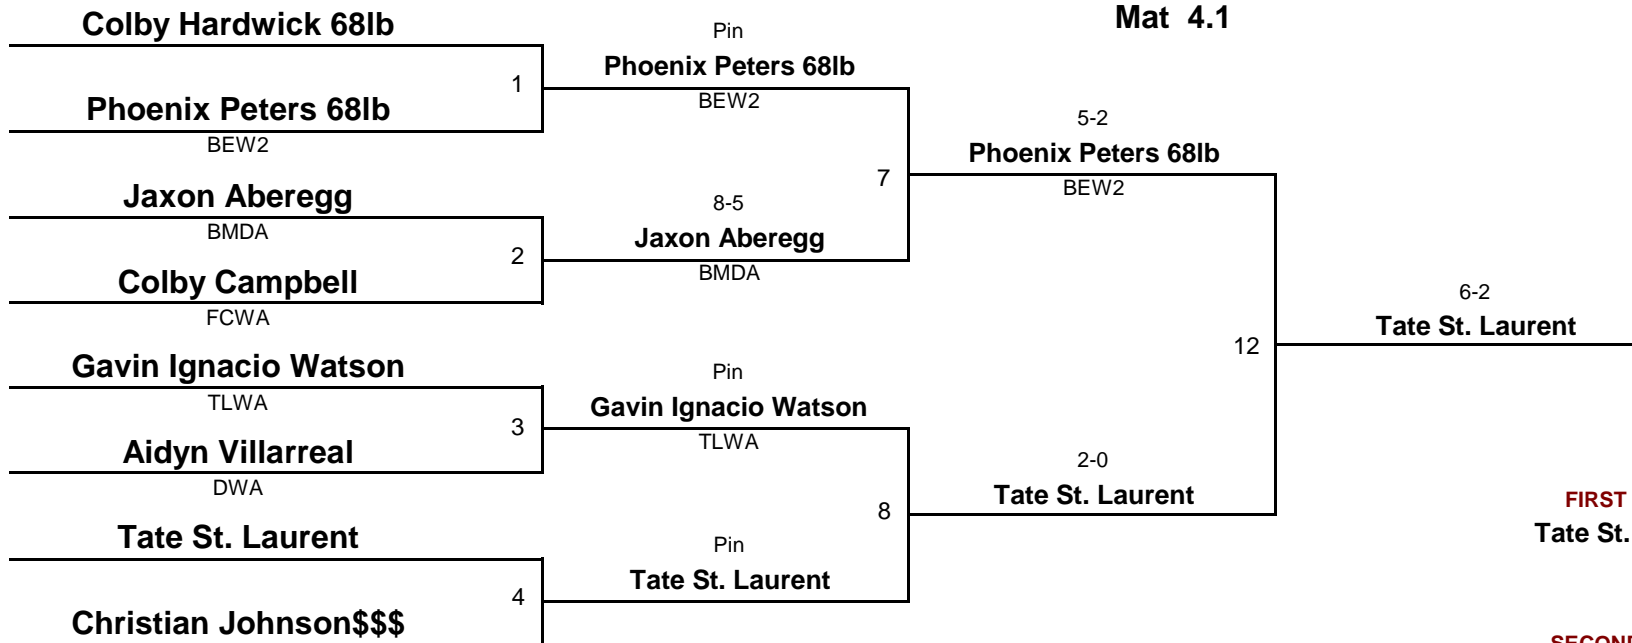 Colby Hardwick 68lb
Phoenix Peters 68lb
BEW2
Jaxon Aberegg
BMDA
Colby Campbell
FCWA
Gavin Ignacio Watson
TLWA
Aidyn Villarreal
DWA
Tate St. Laurent
Christian Johnson$$$
1
2
3
4
Pin
Phoenix Peters 68lb
BEW2
8-5
Jaxon Aberegg
BMDA
Pin
Gavin Ignacio Watson
TLWA
Pin
Tate St. Laurent
7
8
Mat 4.1
5-2
Phoenix Peters 68lb
BEW2
2-0
Tate St. Laurent
12
6-2
Tate St. Laurent
FIRST
Tate St.
SECOND